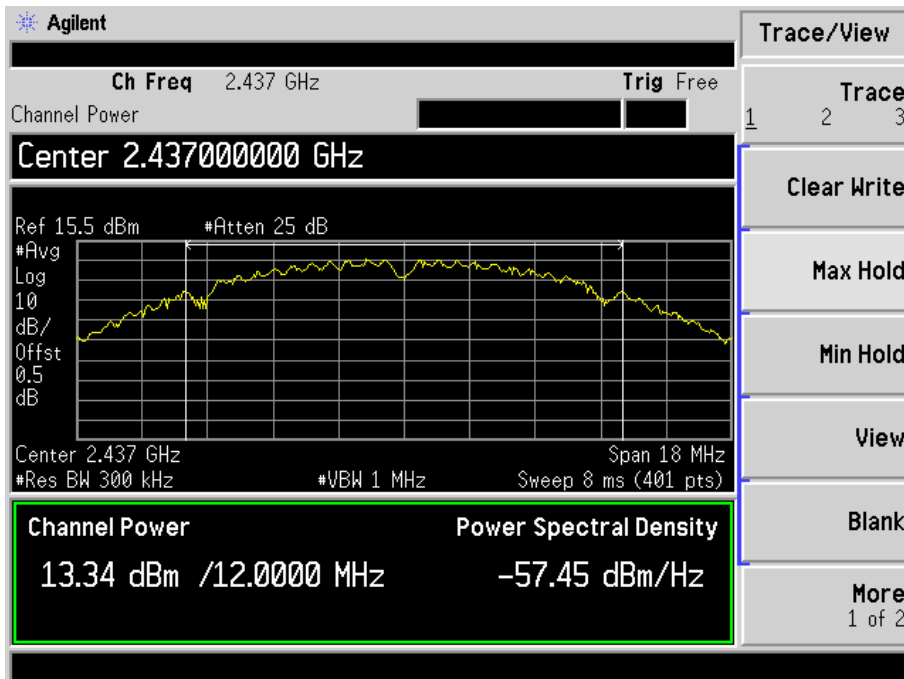 Agilent
Trace/View
Ch Freq 2.437 GHz Trig Free
Channel Power
Trace
1 2 3
Center 2.437000000 GHz
Clear Write
Ref 15.5 dBm #Atten 25 dB
#Avg
Log
10
dB/
Offst
0.5
dB
Max Hold
Min Hold
View
Center 2.437 GHz Span 18 MHz
#Res BW 300 kHz #VBW 1 MHz Sweep 8 ms (401 pts)
Channel Power Power Spectral Density
13.34 dBm /12.0000 MHz -57.45 dBm/Hz
Blank
More
1 of 2